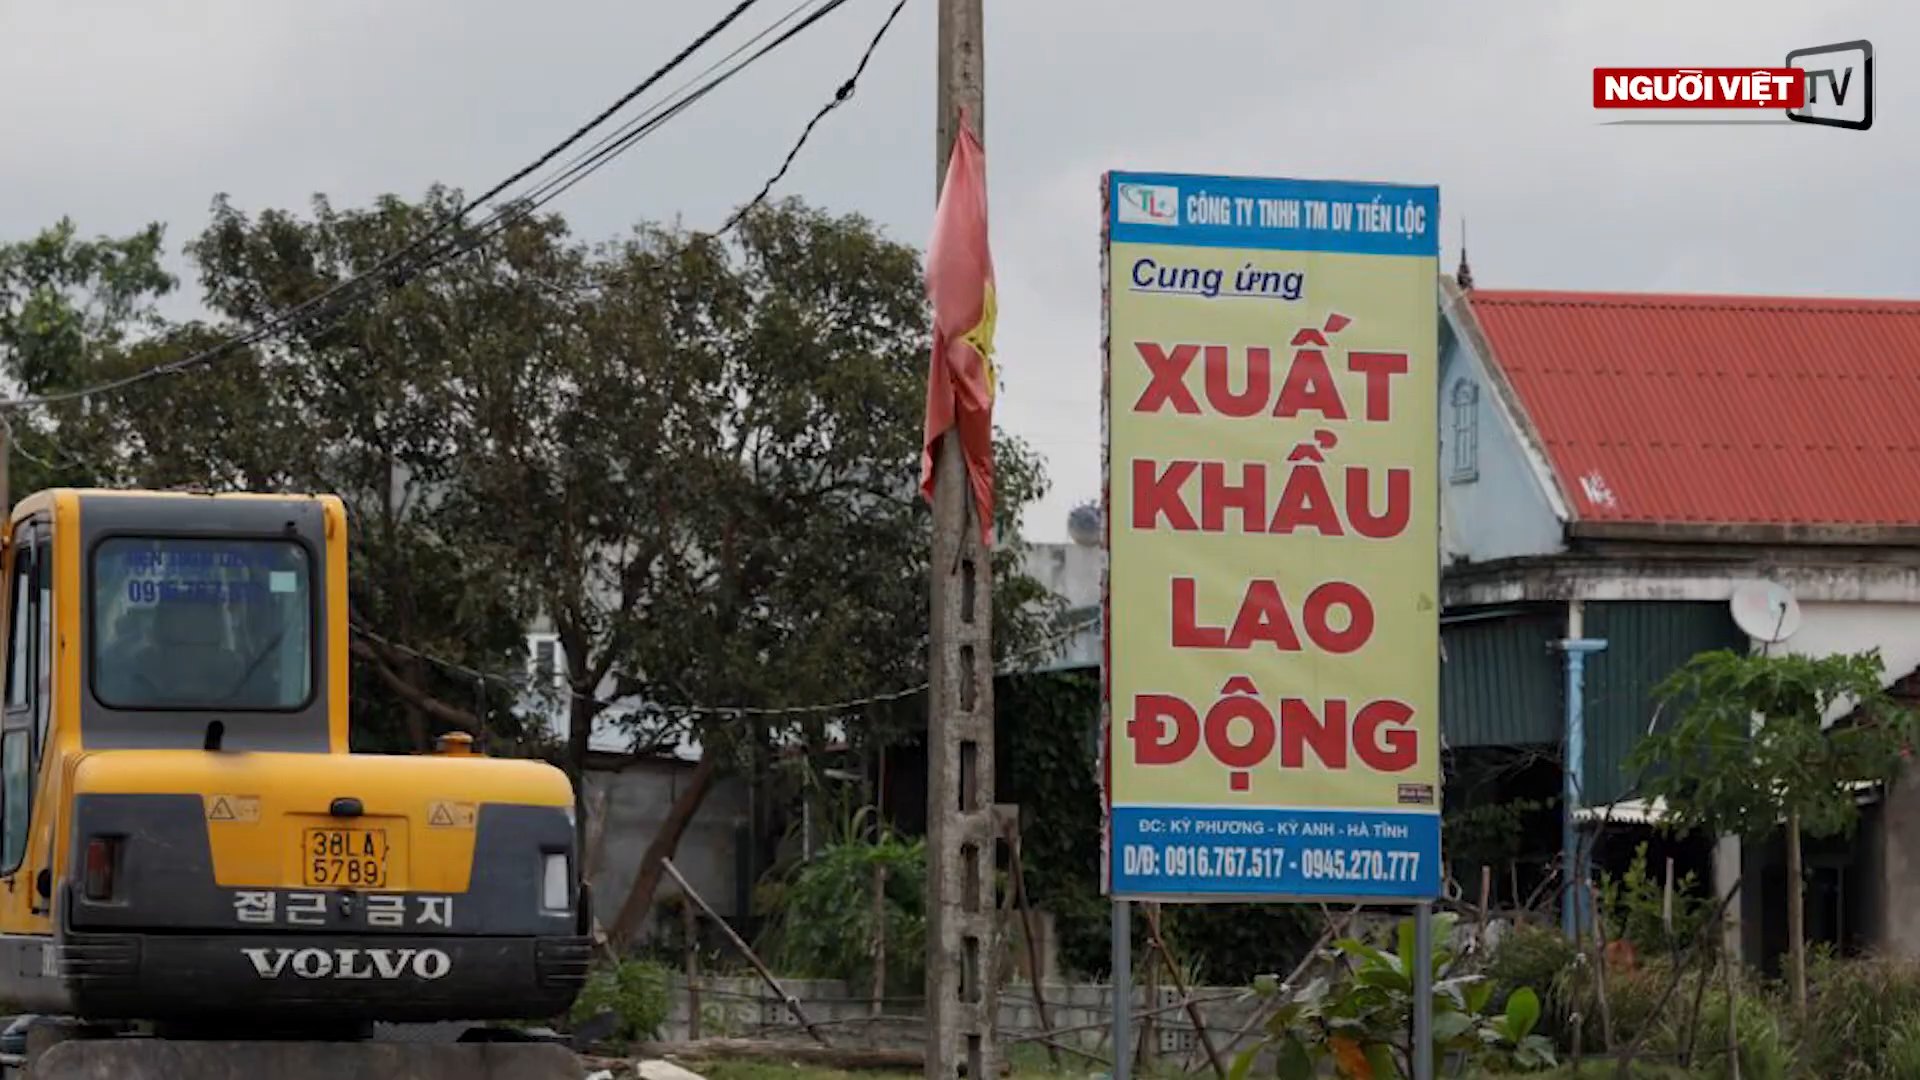 NGƯỜI VIỆT TV
TL
CÔNG TY TNHH TM DV TIẾN LỘC
Cung ứng
XUẤT
KHẨU
LAO
ĐỘNG
ĐC: KỲ PHƯƠNG - KỲ ANH - HÀ TĨNH
D/Đ: 0916.767.517 - 0945.270.777
38LA
5789
접근 금지
VOLVO